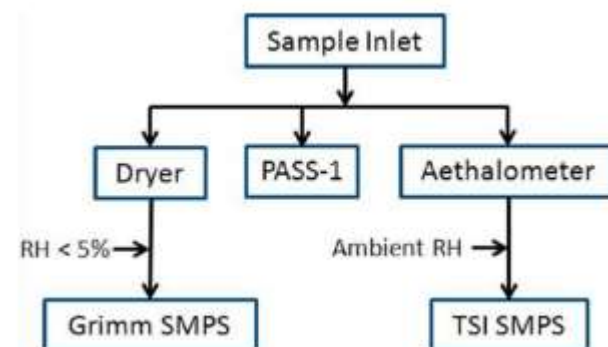 Sample Inlet
Dryer
PASS-1
Aethalometer
RH < 5%
Ambient RH
Grimm SMPS
TSI SMPS